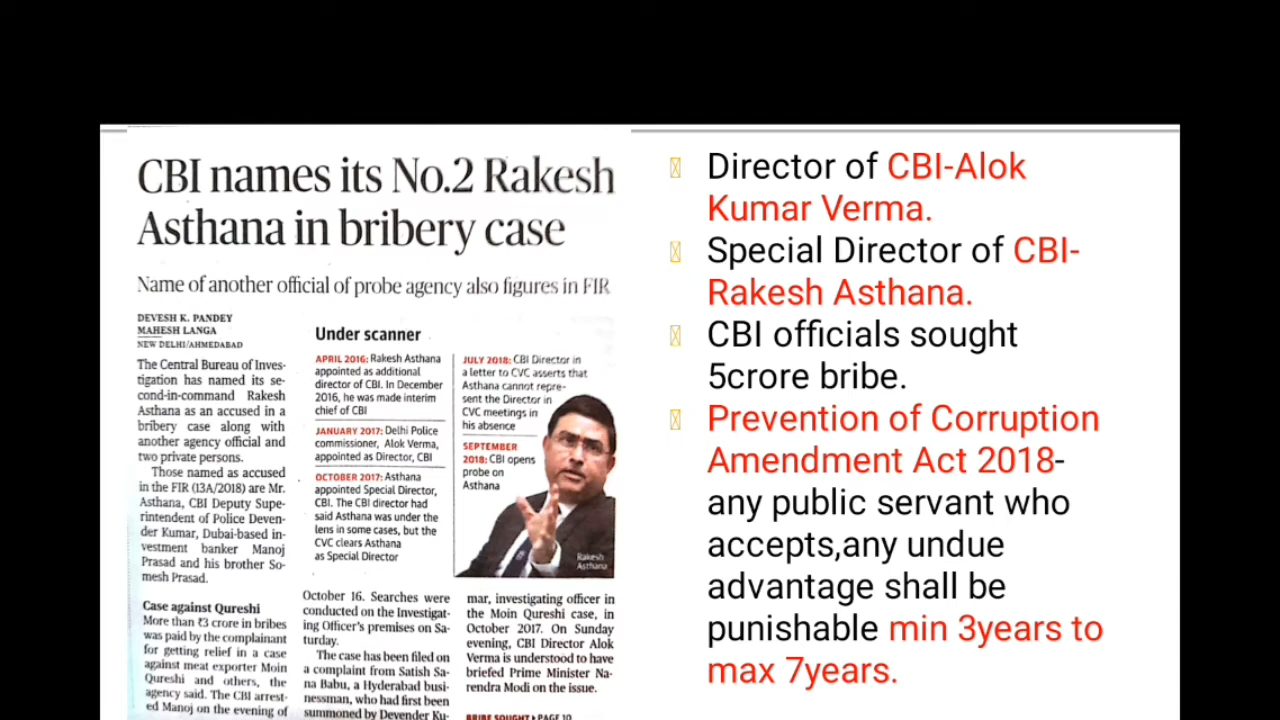 CBI names its No.2 Rakesh
Asthana in bribery case
Name of another official of probe agency also figures in FIR
DEVESH K. PANDEY
MAHESH LANGA
NEW DELHI/AHMEDABAD
The Central Bureau of Inves-
tigation has named its se-
cond-in-command Rakesh
Asthana as an accused in a
bribery case along with
another agency official and
two private persons.
Those named as accused
in the FIR (13A/2018) are Mr.
Asthana, CBI Deputy Supe-
rintendent of Police Deven-
der Kumar, Dubai-based in-
vestment banker Manoj
Prasad and his brother So-
mesh Prasad.
Case against Qureshi
More than ₹3 crore in bribes
was paid by the complainant
for getting relief in a case
against meat exporter Moin
Qureshi and others, the
agency said. The CBI arrest-
ed Manoj on the evening of
Under scanner
APRIL 2016: Rakesh Asthana
appointed as additional
director of CBI. In December
2016, he was made interim
chief of CBI
JANUARY 2017: Delhi Police
commissioner, Alok Verma,
appointed as Director, CBI
OCTOBER 2017: Asthana
appointed Special Director,
CBI. The CBI director had
said Asthana was under the
lens in some cases, but the
CVC clears Asthana
as Special Director
JULY 2018: CBI Director in
a letter to CVC asserts that
Asthana cannot repre-
sent the Director in
CVC meetings in
his absence
SEPTEMBER
2018: CBI opens
probe on
Asthana
Rakesh
Asthana
October 16. Searches were
conducted on the Investigat-
ing Officer's premises on Sa-
turday.
The case has been filed on
a complaint from Satish Sa-
na Babu, a Hyderabad busi-
nessman, who had first been
summoned by Devender Ku-
mar, investigating officer in
the Moin Qureshi case, in
October 2017. On Sunday
evening, CBI Director Alok
Verma is understood to have
briefed Prime Minister Na-
rendra Modi on the issue.
BRIBE SOUGHT ▶ PAGE 10
Director of CBI-Alok
Kumar Verma.
Special Director of CBI-
Rakesh Asthana.
CBI officials sought
5crore bribe.
Prevention of Corruption
Amendment Act 2018-
any public servant who
accepts,any undue
advantage shall be
punishable min 3years to
max 7years.